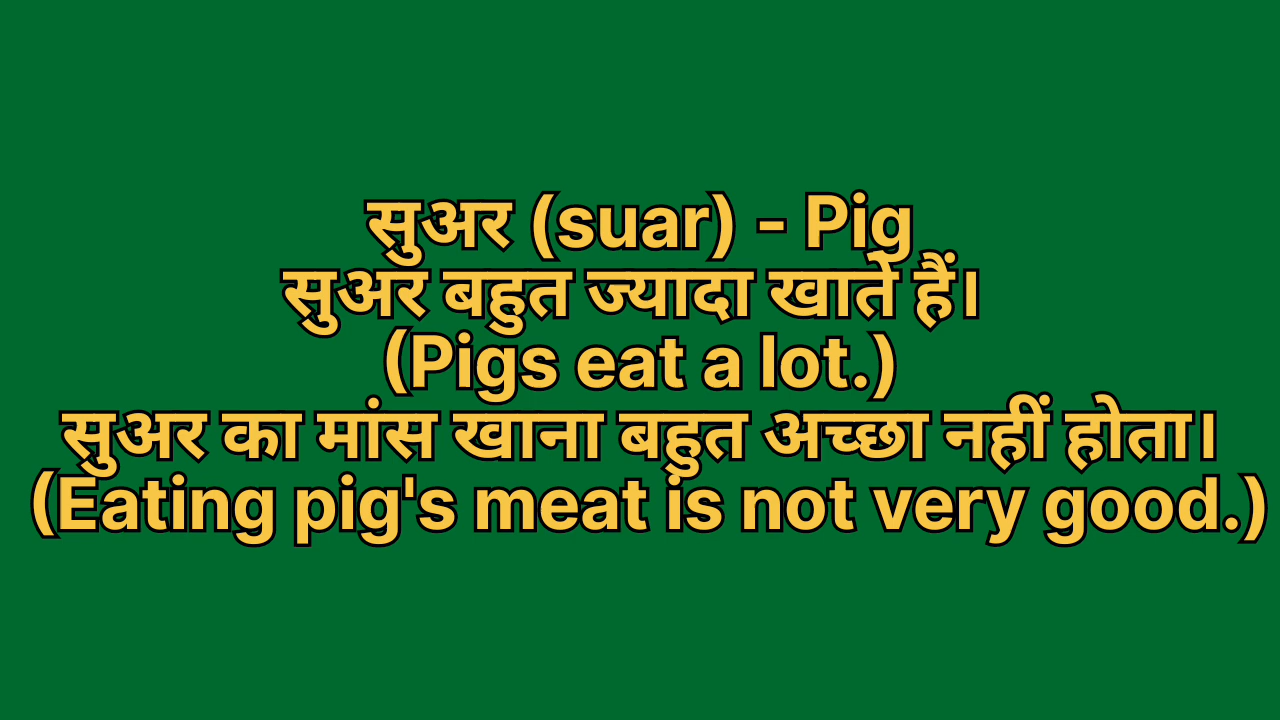 सुअर (suar) - Pig
सुअर बहुत ज्यादा खाते हैं।
(Pigs eat a lot.)
सुअर का मांस खाना बहुत अच्छा नहीं होता।
(Eating pig's meat is not very good.)